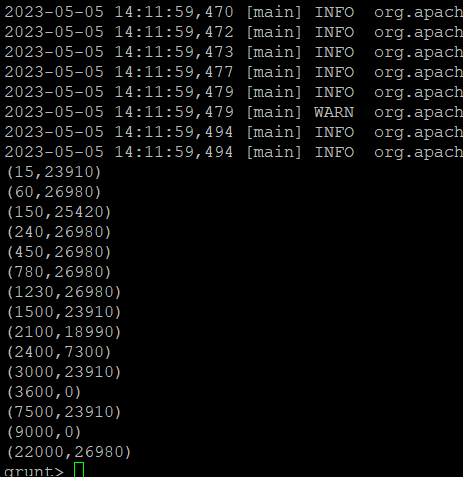 2023-05-05 14:11:59,470 [main] INFO  org.apach
2023-05-05 14:11:59,472 [main] INFO  org.apach
2023-05-05 14:11:59,473 [main] INFO  org.apach
2023-05-05 14:11:59,477 [main] INFO  org.apach
2023-05-05 14:11:59,479 [main] INFO  org.apach
2023-05-05 14:11:59,479 [main] WARN  org.apach
2023-05-05 14:11:59,494 [main] INFO  org.apach
2023-05-05 14:11:59,494 [main] INFO  org.apach
(15,23910)
(60,26980)
(150,25420)
(240,26980)
(450,26980)
(780,26980)
(1230,26980)
(1500,23910)
(2100,18990)
(2400,7300)
(3000,23910)
(3600,0)
(7500,23910)
(9000,0)
(22000,26980)
grunt>